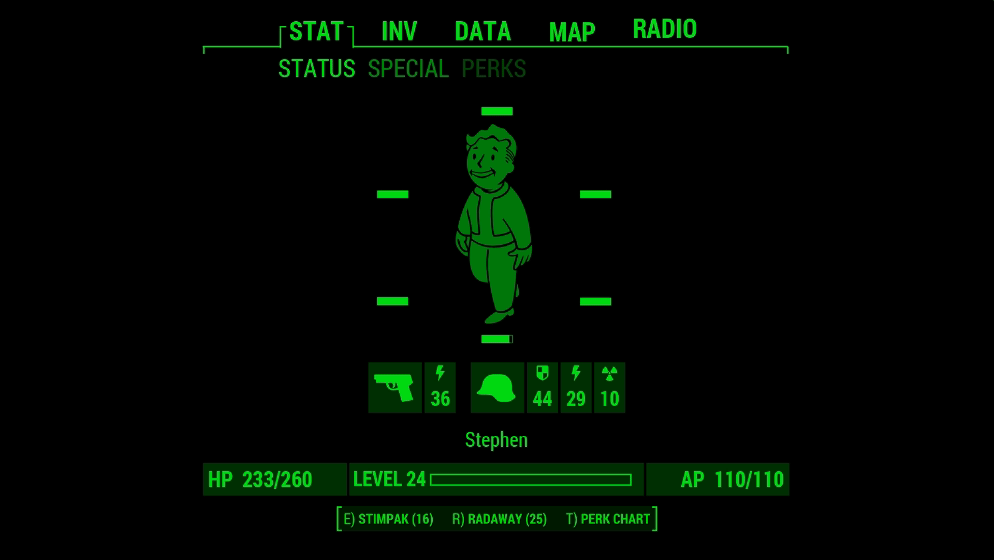 STAT INV DATA MAP RADIO
STATUS SPECIAL PERKS
36 44 29 10
Stephen
HP 233/260 LEVEL 24 AP 110/110
E) STIMPAK (16) R) RADAWAY (25) T) PERK CHART